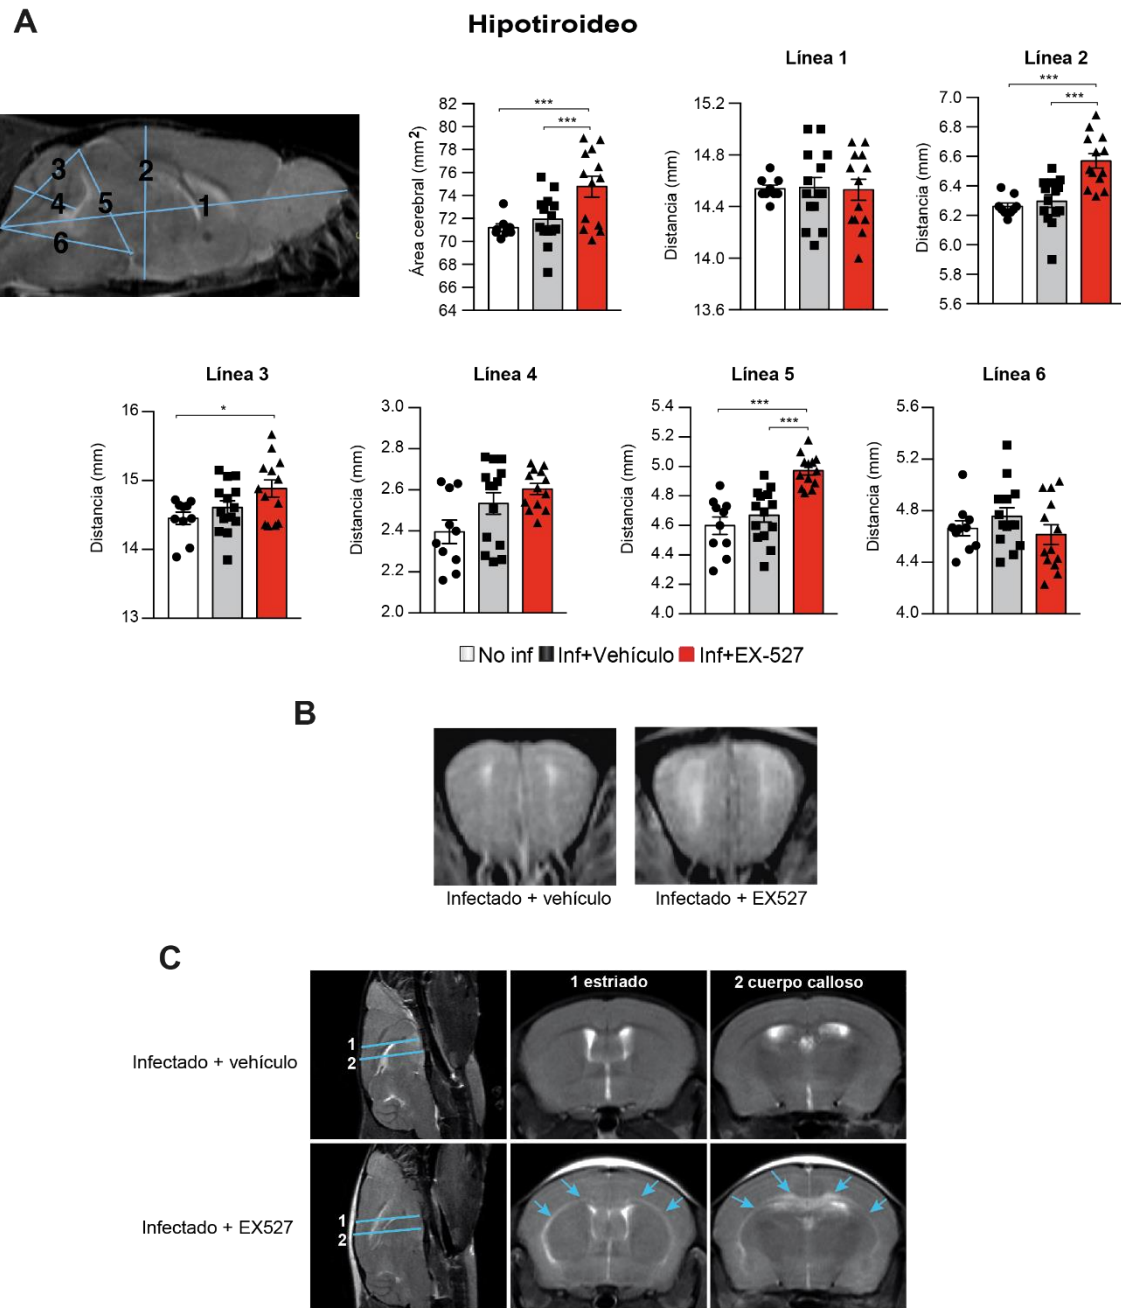 A
Hipotiroideo
3
2
4
5
1
6
Área cerebral (mm²)
82
80
78
76
74
72
70
68
66
64
***
***
Línea 1
Distancia (mm)
15.2
14.8
14.4
14.0
13.6
Línea 2
Distancia (mm)
7.0
6.8
6.6
6.4
6.2
6.0
5.8
5.6
***
***
Línea 3
Distancia (mm)
16
15
14
13
*
Línea 4
Distancia (mm)
3.0
2.8
2.6
2.4
2.2
2.0
Línea 5
Distancia (mm)
5.4
5.2
5.0
4.8
4.6
4.4
4.2
4.0
***
***
Línea 6
Distancia (mm)
5.6
5.2
4.8
4.4
4.0
No inf Inf+Vehículo Inf+EX-527
B
Infectado + vehículo
Infectado + EX527
C
1 estriado
2 cuerpo calloso
Infectado + vehículo
1
2
Infectado + EX527
1
2